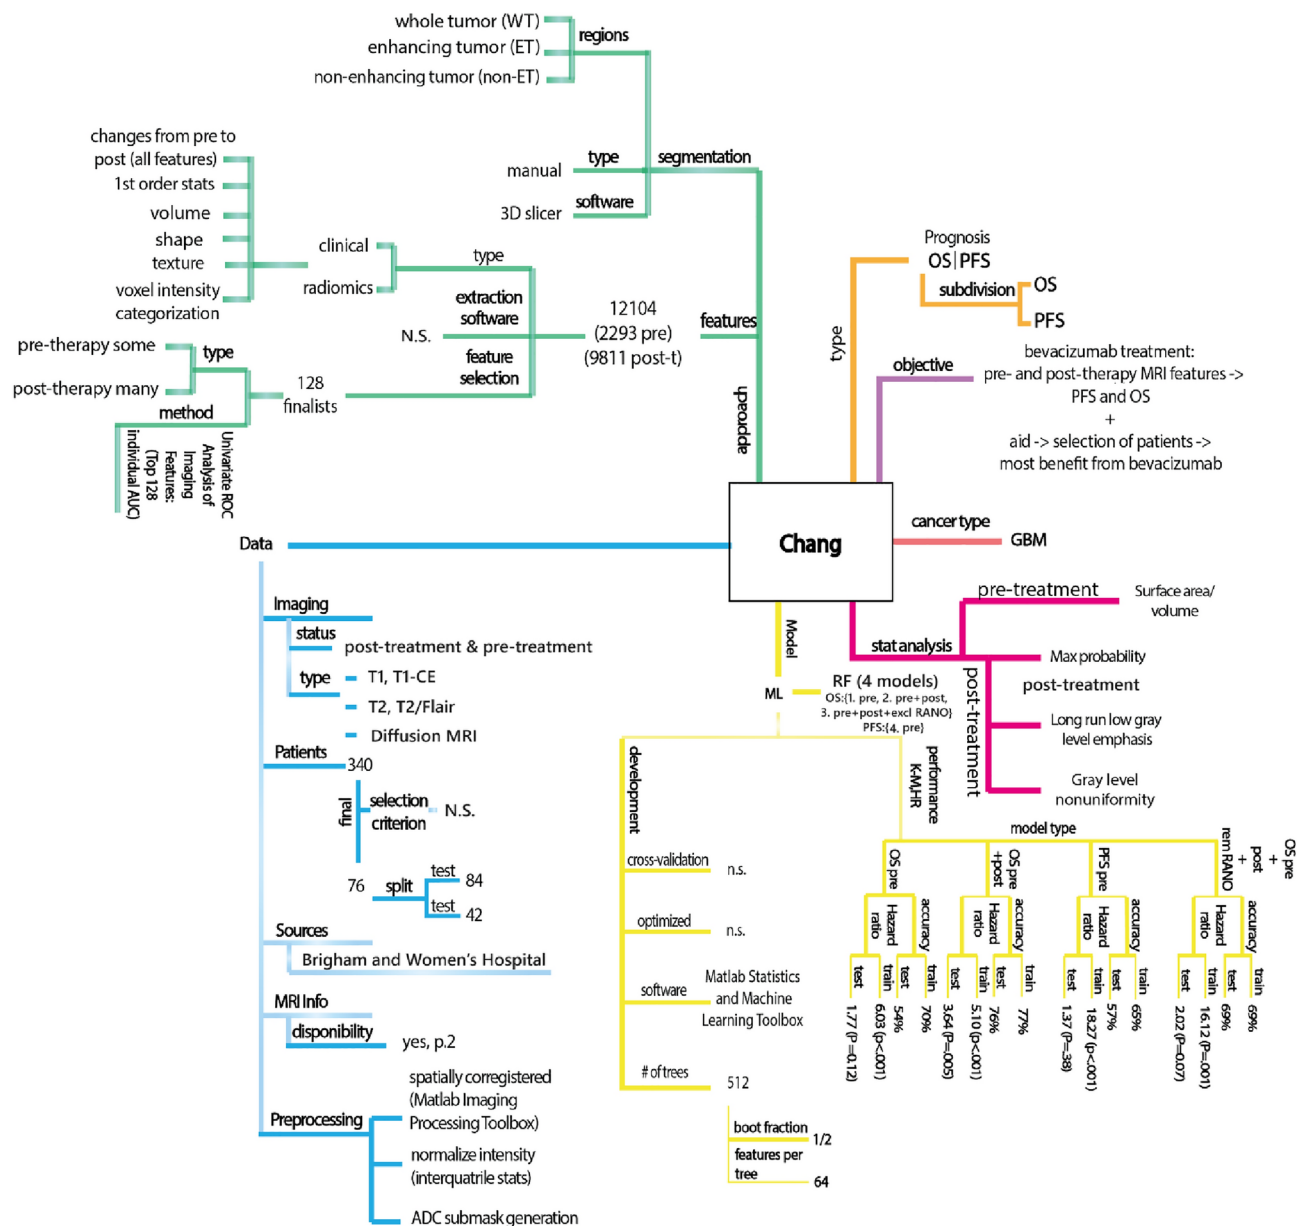 whole tumor (WT)
enhancing tumor (ET)
non-enhancing tumor (non-ET)
regions
manual
type
segmentation
3D slicer
software
changes from pre to
post (all features)
1st order stats
volume
shape
texture
voxel intensity
categorization
clinical
radiomics
type
extraction
software
N.S.
feature
selection
12104
(2293 pre)
(9811 post-t)
features
pre-therapy some
post-therapy many
type
method
128
finalists
Univariate ROC
Analysis of
Imaging
Features:
(Top 128
individual AUC)
approach
type
Prognosis
OS|PFS
subdivision
OS
PFS
objective
bevacizumab treatment:
pre- and post-therapy MRI features ->
PFS and OS
+
aid -> selection of patients ->
most benefit from bevacizumab
Chang
cancer type
GBM
Data
Imaging
status
post-treatment & pre-treatment
type
T1, T1-CE
T2, T2/Flair
Diffusion MRI
Patients
340
final
selection
criterion
N.S.
76
split
test
84
test
42
Sources
Brigham and Women's Hospital
MRI Info
disponibility
yes, p.2
Preprocessing
spatially corregistered
(Matlab Imaging
Processing Toolbox)
normalize intensity
(interquatrile stats)
ADC submask generation
stat analysis
pre-treatment
Surface area/
volume
Max probability
post-treatment
post-treatment
Long run low gray
level emphasis
Gray level
nonuniformity
Model
ML
RF (4 models)
OS:{1. pre, 2. pre+post,
3. pre+post+excl RANO}
PFS:{4. pre}
development
cross-validation
n.s.
optimized
n.s.
software
Matlab Statistics
and Machine
Learning Toolbox
# of trees
512
boot fraction
1/2
features per
tree
64
performance
K-M,HR
model type
OS pre
Hazard
ratio
accuracy
test
train
test
train
1.77 (P=0.12)
6.03 (p<.001)
54%
70%
OS pre
+post
Hazard
ratio
accuracy
test
train
test
train
3.64 (P=.005)
5.10 (p<.001)
76%
77%
PFS pre
Hazard
ratio
accuracy
test
train
test
train
1.37 (P=.38)
18.27 (p<.001)
57%
65%
OS pre
+
post
+
rem RANO
Hazard
ratio
accuracy
test
train
test
train
2.02 (P=0.07)
16.12 (P=.001)
69%
69%